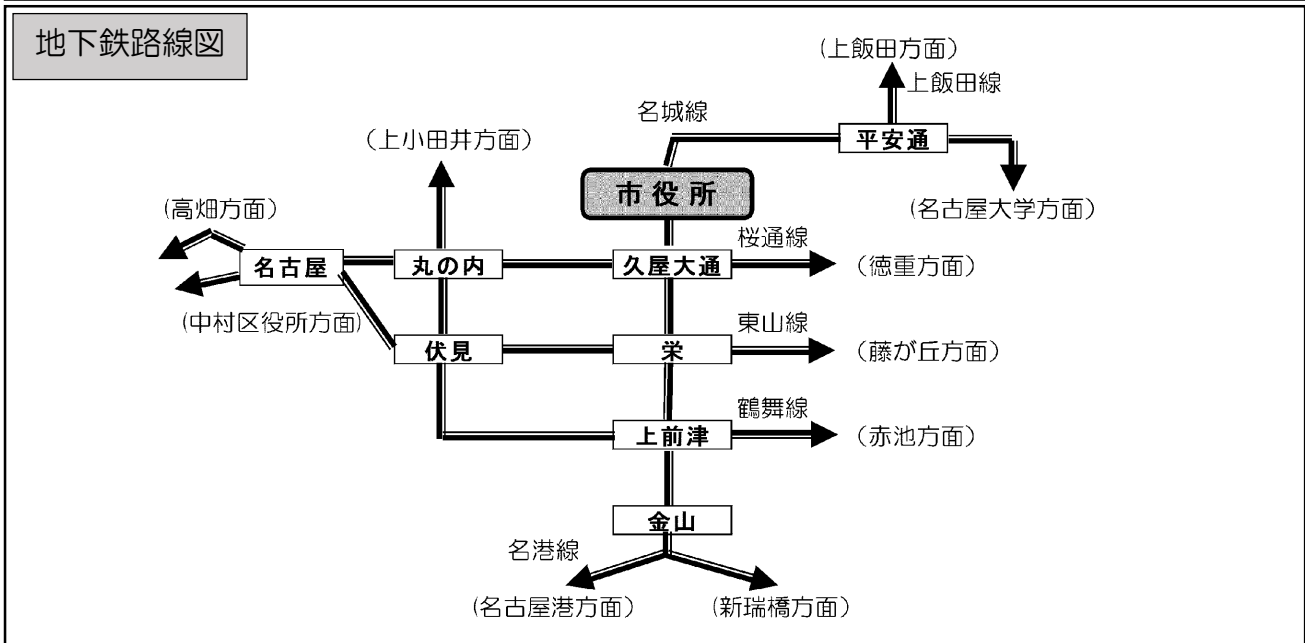 地下鉄路線図
(上飯田方面)
上飯田線
名城線
平安通
(上小田井方面)
市役所
(高畑方面)
(名古屋大学方面)
桜通線
名古屋
丸の内
久屋大通
(徳重方面)
(中村区役所方面)
東山線
伏見
栄
(藤が丘方面)
鶴舞線
上前津
(赤池方面)
金山
名港線
(名古屋港方面)
(新瑞橋方面)